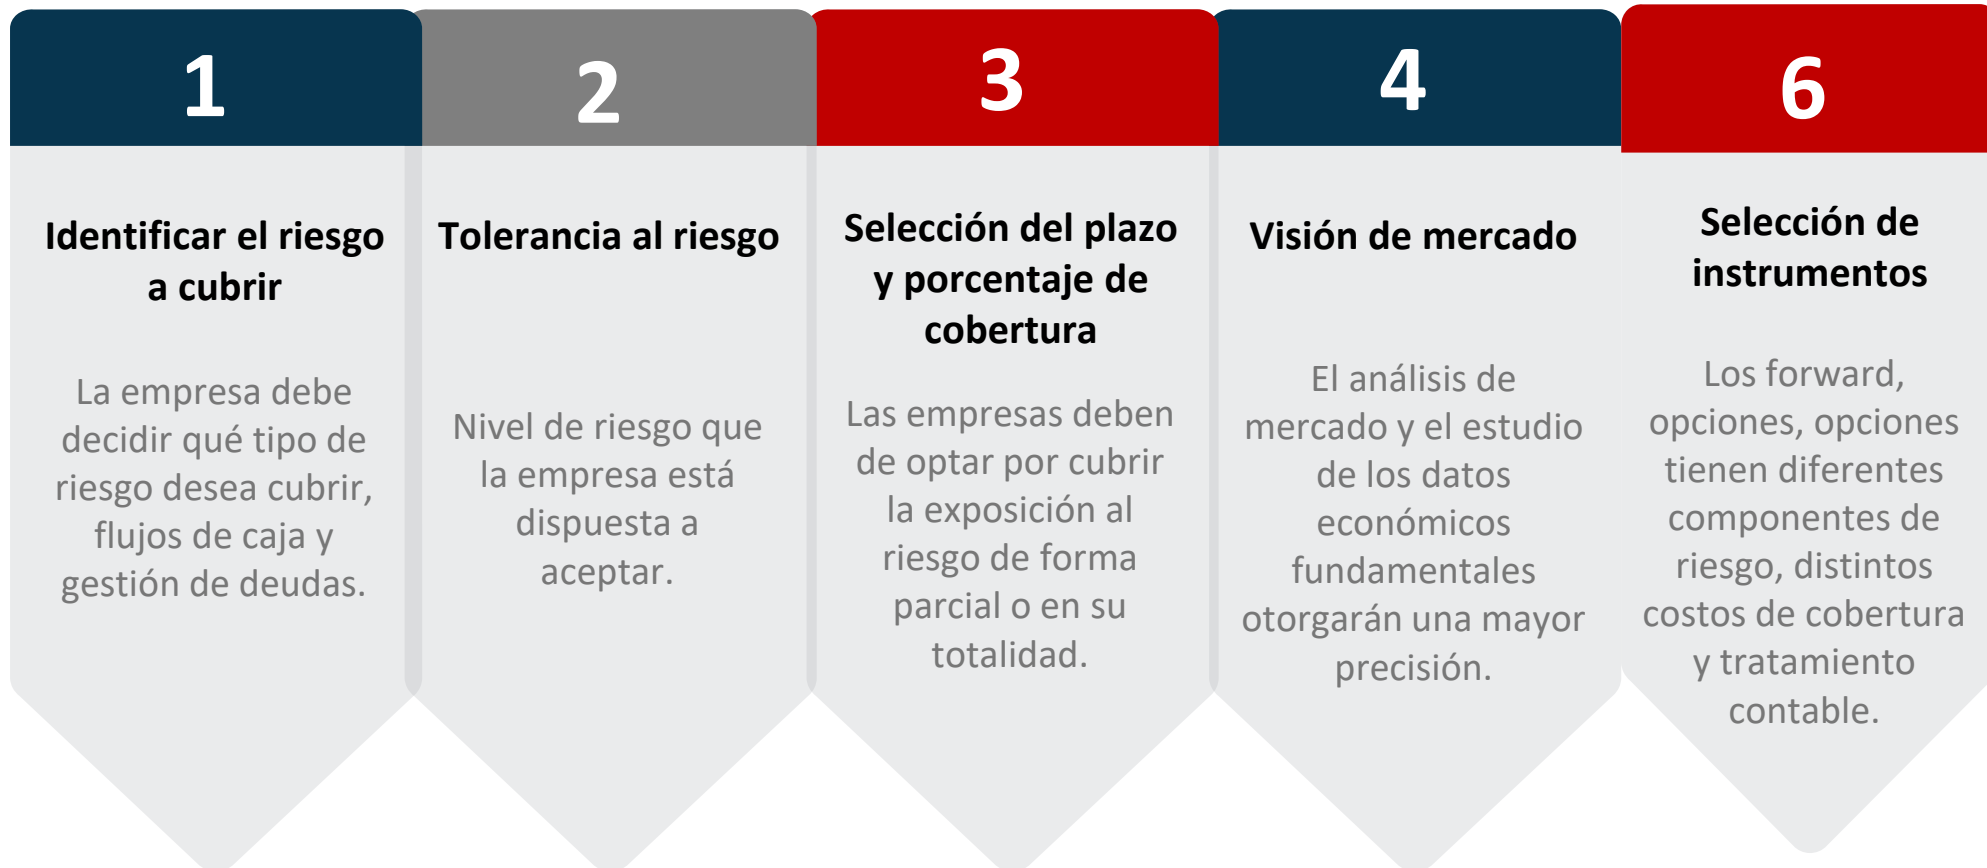 1
Identificar el riesgo
a cubrir
La empresa debe
decidir qué tipo de
riesgo desea cubrir,
flujos de caja y
gestión de deudas.
2
Tolerancia al riesgo
Nivel de riesgo que
la empresa está
dispuesta a
aceptar.
3
Selección del plazo
y porcentaje de
cobertura
Las empresas deben
de optar por cubrir
la exposición al
riesgo de forma
parcial o en su
totalidad.
4
Visión de mercado
El análisis de
mercado y el estudio
de los datos
económicos
fundamentales
otorgarán una mayor
precisión.
6
Selección de
instrumentos
Los forward,
opciones, opciones
tienen diferentes
componentes de
riesgo, distintos
costos de cobertura
y tratamiento
contable.